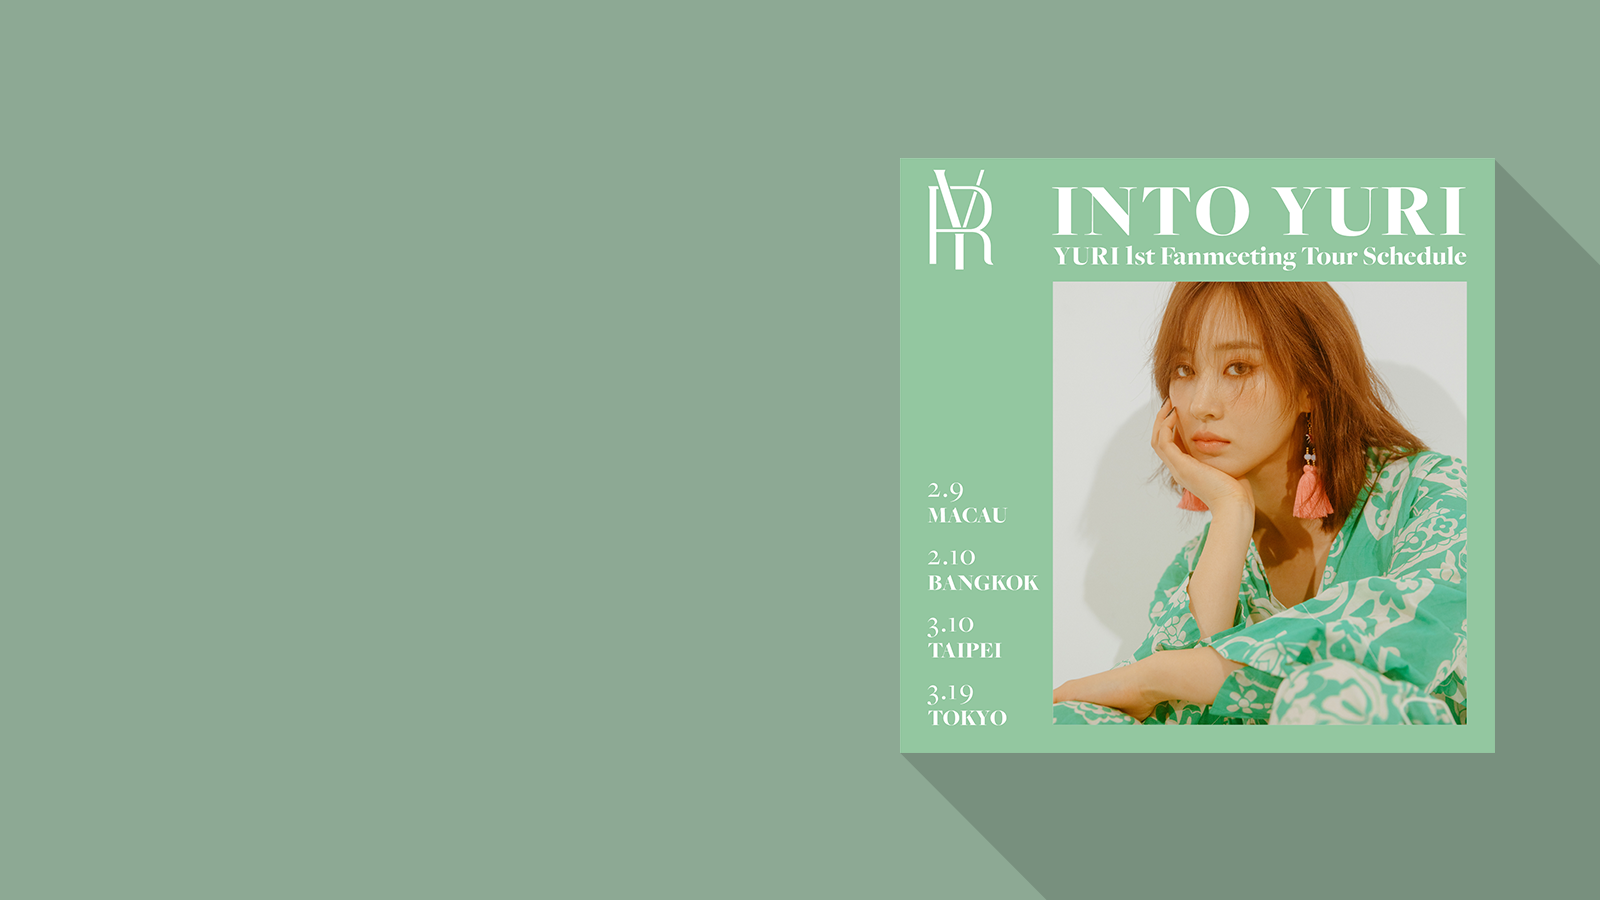 YR
INTO YURI
YURI 1st Fanmeeting Tour Schedule
2.9
MACAU
2.10
BANGKOK
3.10
TAIPEI
3.19
TOKYO